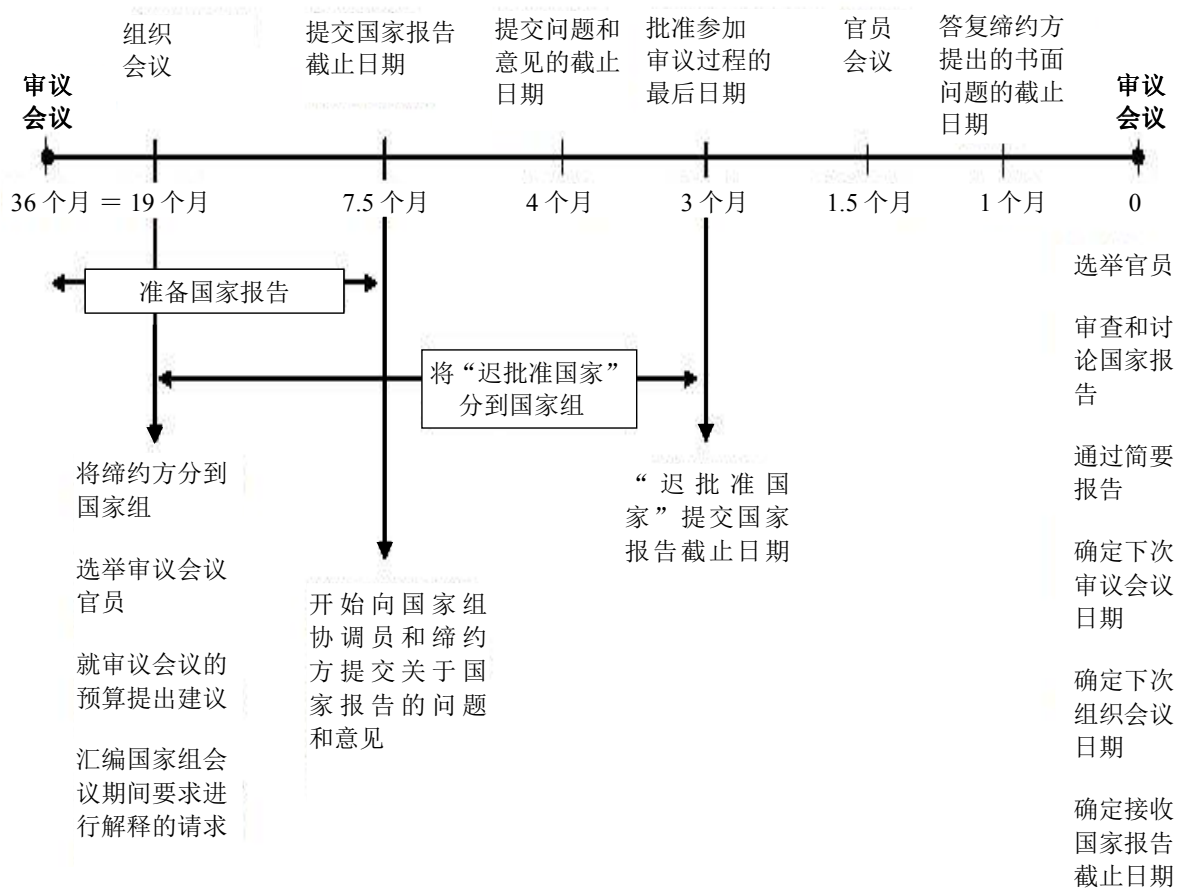 审议
会议
组织
会议
提交国家报告
截止日期
提交问题和
意见的截止
日期
批准参加
审议过程的
最后日期
官员
会议
答复缔约方
提出的书面
问题的截止
日期
审议
会议
36 个月 = 19 个月
7.5 个月
4 个月
3 个月
1.5 个月
1 个月
0
准备国家报告
将“迟批准国家”
分到国家组
将缔约方分到
国家组
选举审议会议
官员
就审议会议的
预算提出建议
汇编国家组会
议期间要求进
行解释的请求
开始向国家组
协调员和缔约
方提交关于国
家报告的问题
和意见
“迟批准国
家”提交国家
报告截止日期
选举官员
审查和讨
论国家报
告
通过简要
报告
确定下次
审议会议
日期
确定下次
组织会议
日期
确定接收
国家报告
截止日期